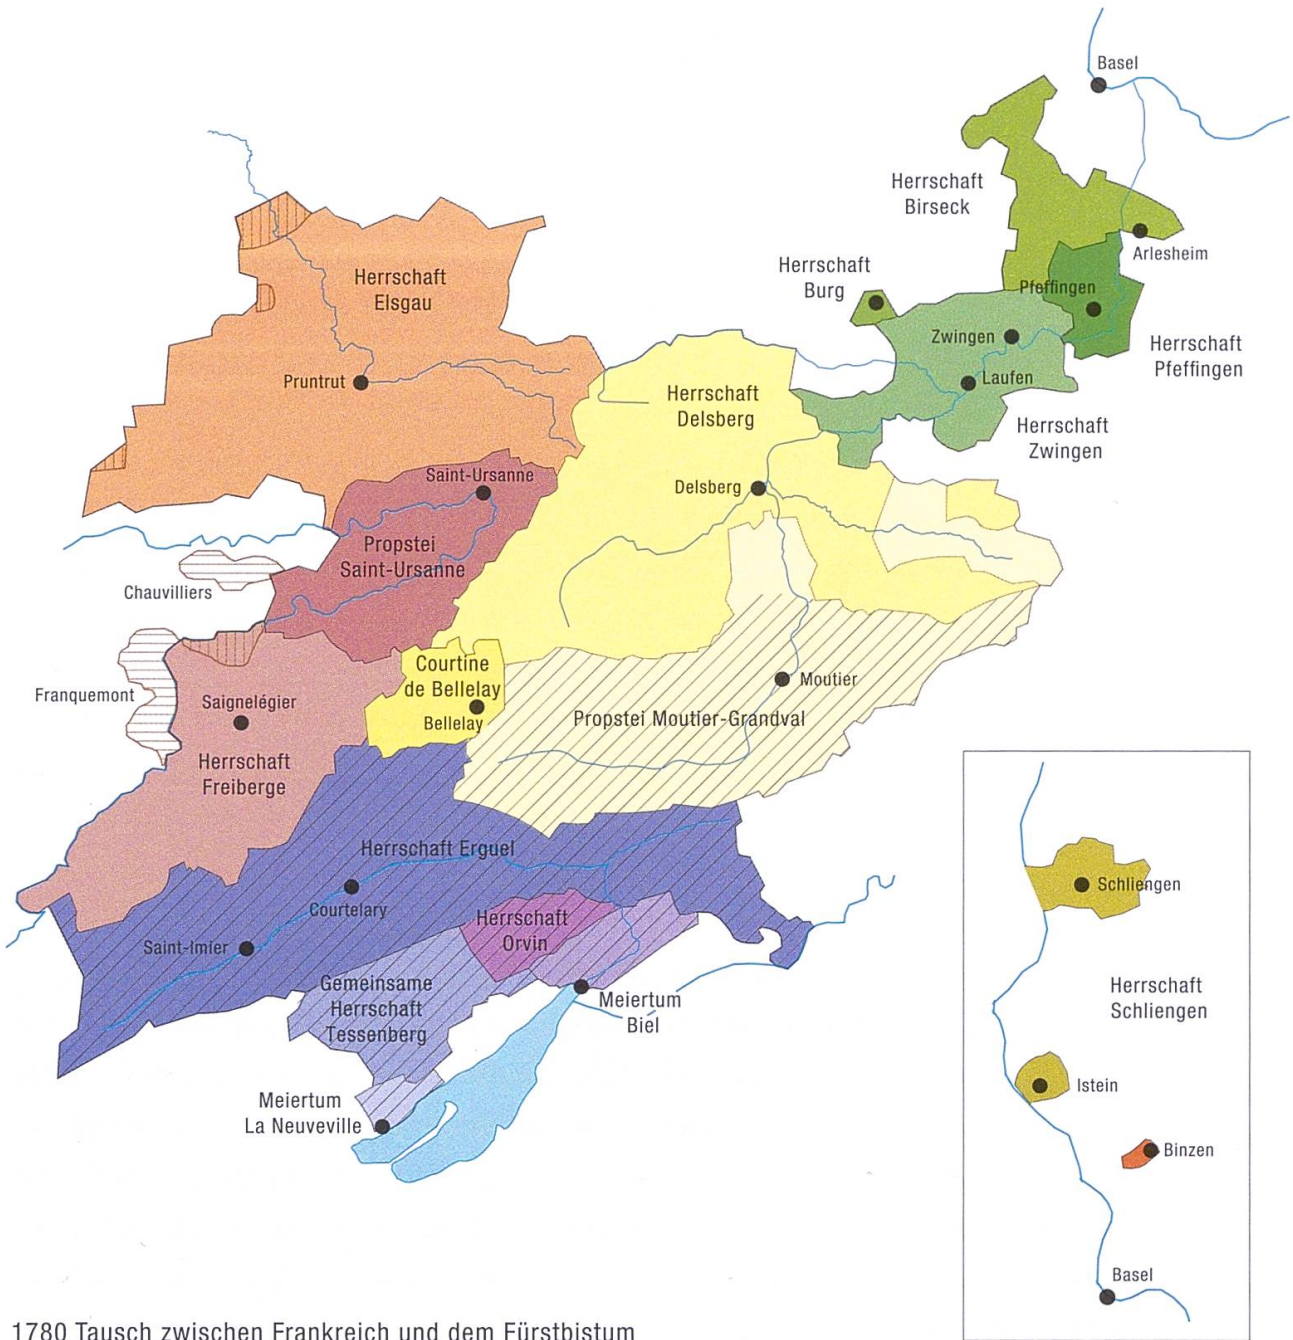 Basel
Herrschaft
Birseck
Arlesheim
Herrschaft
Burg
Pfeffingen
Herrschaft
Elsgau
Zwingen
Herrschaft
Pfeffingen
Pruntrut
Laufen
Herrschaft
Delsberg
Herrschaft
Zwingen
Saint-Ursanne
Delsberg
Propstei
Saint-Ursanne
Chauvilliers
Courtine
de Bellelay
Bellelay
Moutier
Franquemont
Saignelégier
Propstei Moutier-Grandval
Herrschaft
Freiberge
Herrschaft Erguel
Courtelary
Herrschaft
Orvin
Saint-Imier
Gemeinsame
Herrschaft
Tessenberg
Meiertum
Biel
Meiertum
La Neuveville
Schliengen
Herrschaft
Schliengen
Istein
Binzen
Basel
1780 Tausch zwischen Frankreich und dem Fürstbistum